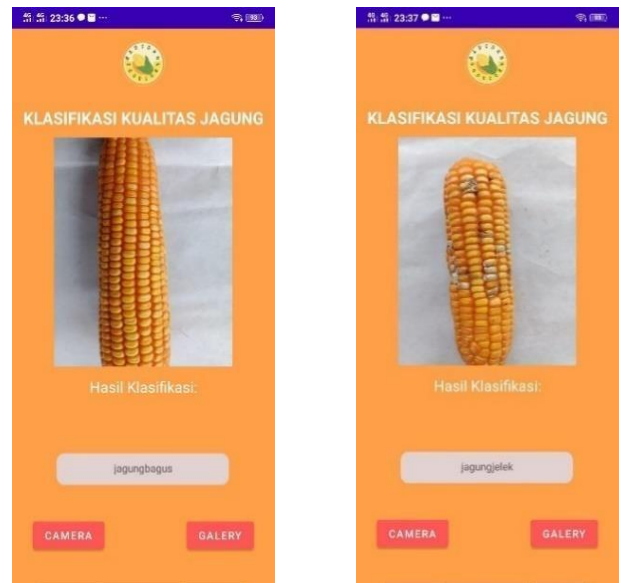 23:36
KLASIFIKASI KUALITAS JAGUNG
Hasil Klasifikasi:
jagungbagus
CAMERA GALERY
23:37
KLASIFIKASI KUALITAS JAGUNG
Hasil Klasifikasi:
jagungjelek
CAMERA GALERY